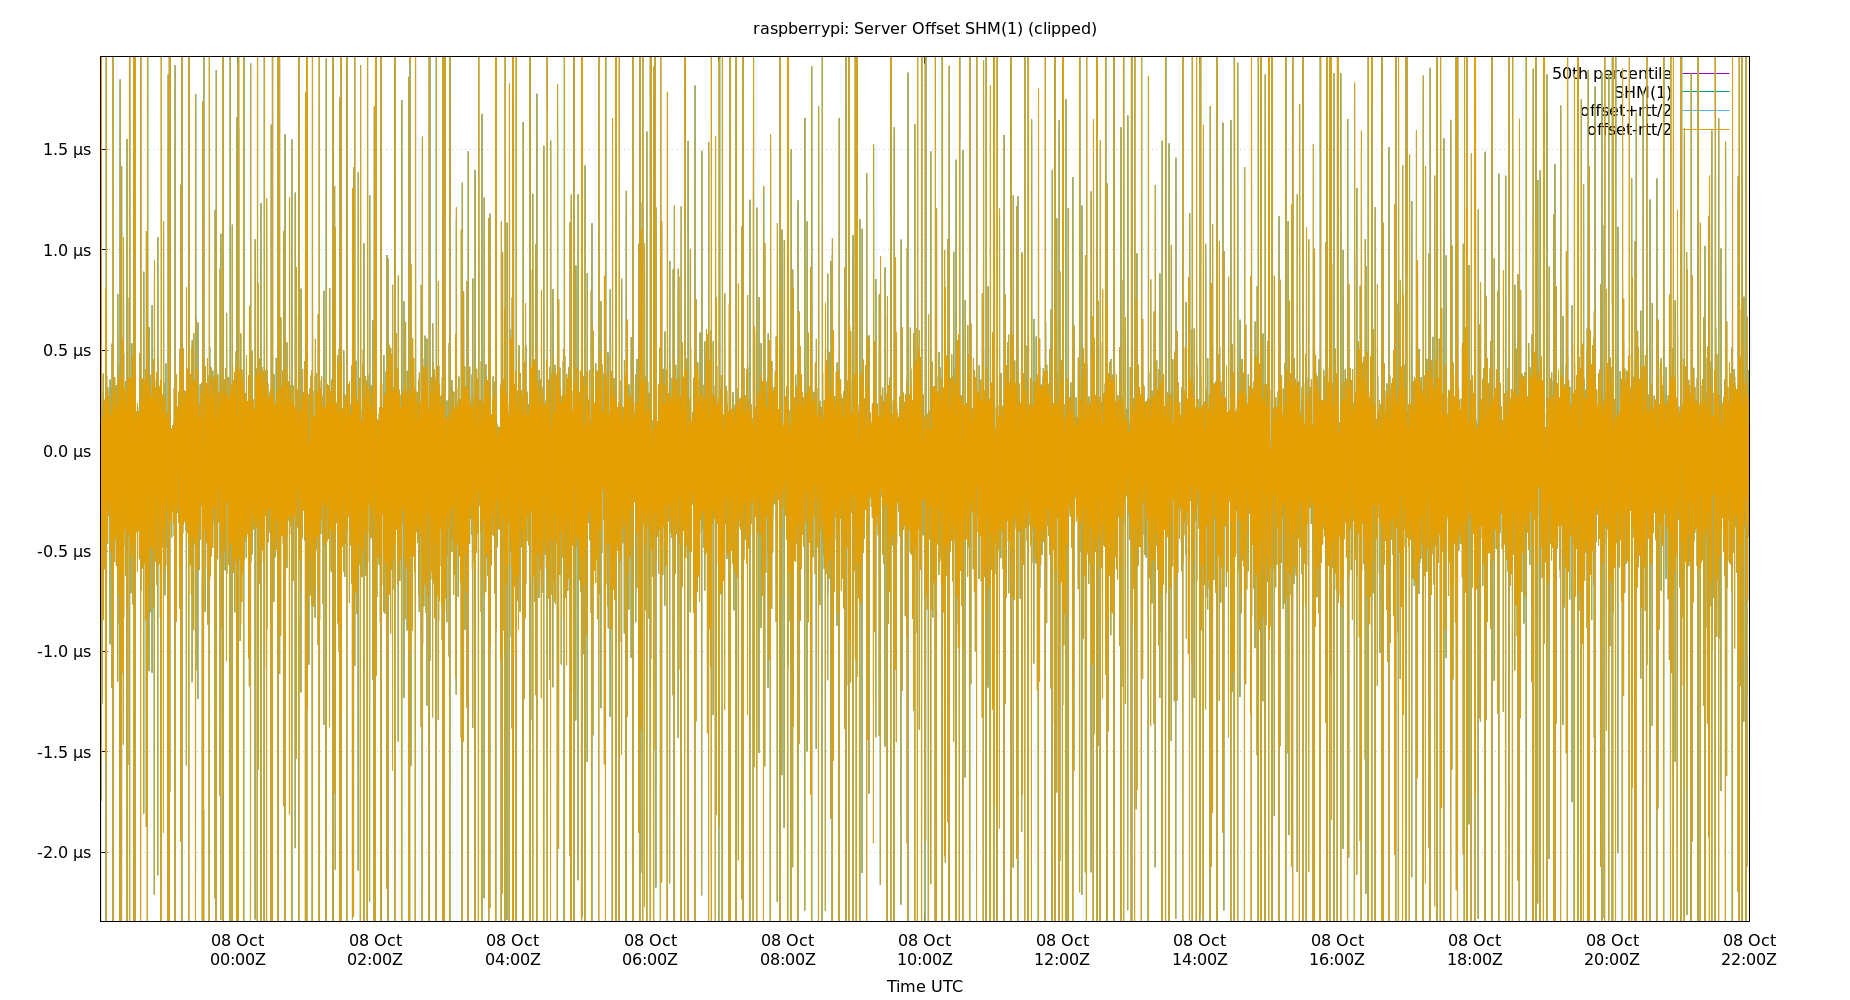 raspberrypi: Server Offset SHM(1) (clipped)
50th percentile
SHM(1)
offset+rtt/2
offset-rtt/2
1.5 µs
1.0 µs
0.5 µs
0.0 µs
-0.5 µs
-1.0 µs
-1.5 µs
-2.0 µs
08 Oct 08 Oct 08 Oct 08 Oct 08 Oct 08 Oct 08 Oct 08 Oct 08 Oct 08 Oct 08 Oct 08 Oct
00:00Z 02:00Z 04:00Z 06:00Z 08:00Z 10:00Z 12:00Z 14:00Z 16:00Z 18:00Z 20:00Z 22:00Z
Time UTC